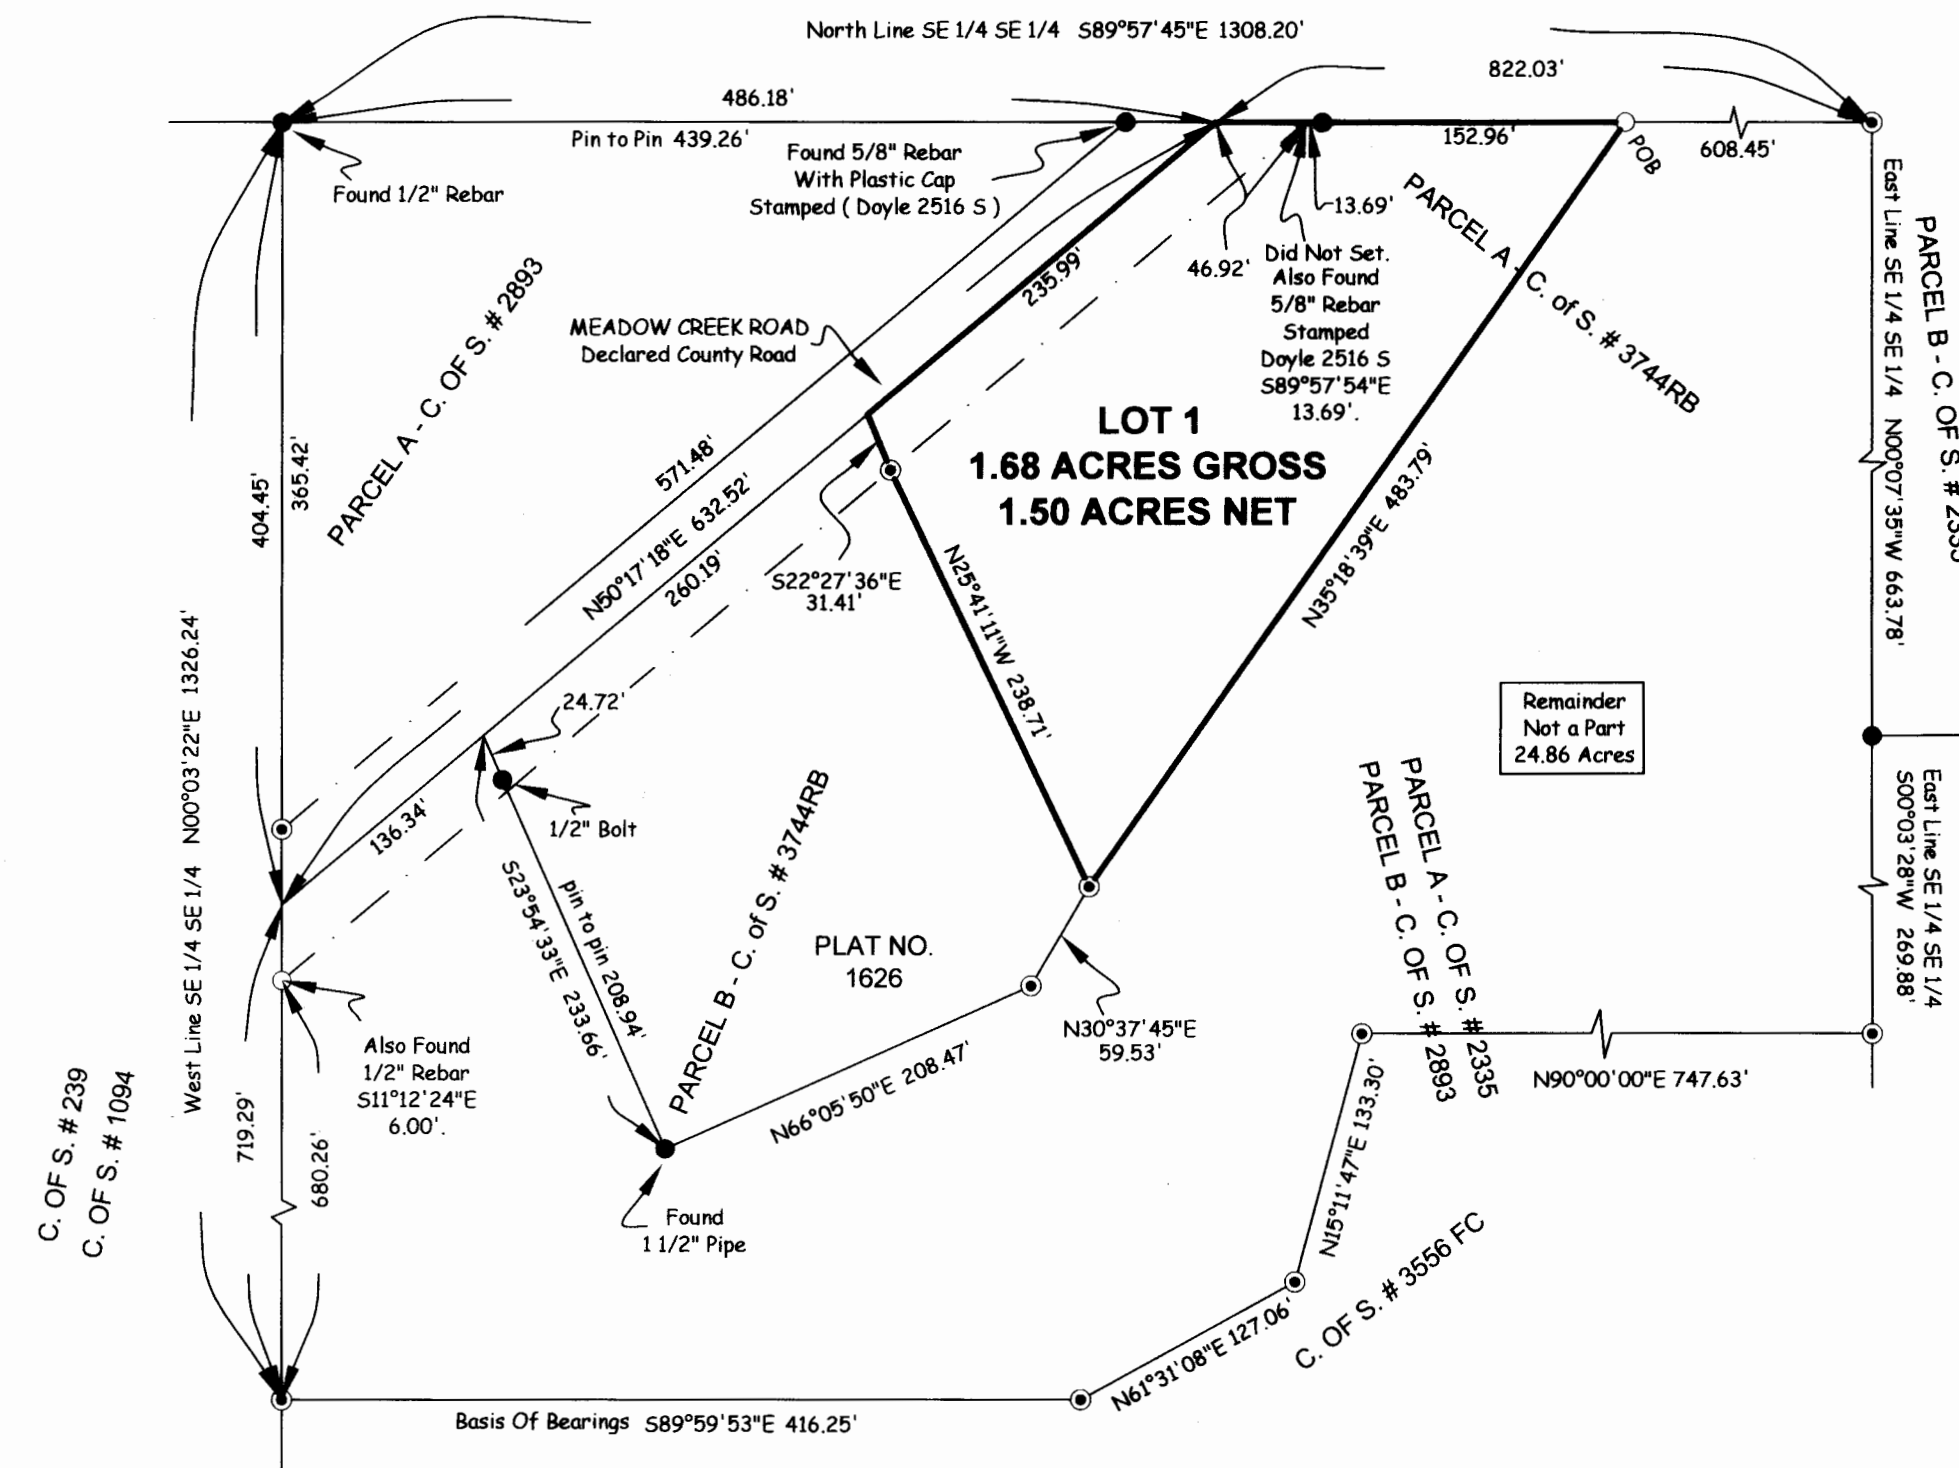 North Line SE 1/4 SE 1/4 S89°57'45"E 1308.20'
822.03'
486.18'
Pin to Pin 439.26'
152.96'
608.45'
POB
Found 1/2" Rebar
Found 5/8" Rebar
With Plastic Cap
Stamped ( Doyle 2516 S )
13.69'
46.92'
Did Not Set.
Also Found
5/8" Rebar
Stamped
Doyle 2516 S
S89°57'54"E
13.69'.
PARCEL A - C. of S. # 3744RB
East Line SE 1/4 SE 1/4 N00°07'35"W 663.78'
PARCEL B - C. OF S. #
235.99'
MEADOW CREEK ROAD
Declared County Road
PARCEL A - C. OF S. # 2893
404.45'
365.42'
571.48'
N50°17'18"E 632.52'
260.19'
LOT 1
1.68 ACRES GROSS
1.50 ACRES NET
S22°27'36"E
31.41'
N25°41'11"W 238.71'
N35°18'39"E 483.79'
West Line SE 1/4 SE 1/4 N00°03'22"E 1326.24'
24.72'
136.34'
1/2" Bolt
Remainder
Not a Part
24.86 Acres
S23°54'33"E 233.66'
pin to pin 208.94'
PARCEL B - C. of S. # 3744RB
PLAT NO.
1626
PARCEL A - C. OF S. # 2335
PARCEL B - C. OF S. # 2893
East Line SE 1/4 SE 1/4
S00°03'28"W 269.88'
N30°37'45"E
59.53'
N66°05'50"E 208.47'
Also Found
1/2" Rebar
S11°12'24"E
6.00'.
N90°00'00"E 747.63'
C. OF S. # 239
C. OF S. # 1094
719.29'
680.26'
Found
1 1/2" Pipe
N15°11'47"E 133.30'
C. OF S. # 3556 FC
N61°31'08"E 127.06'
Basis Of Bearings S89°59'53"E 416.25'